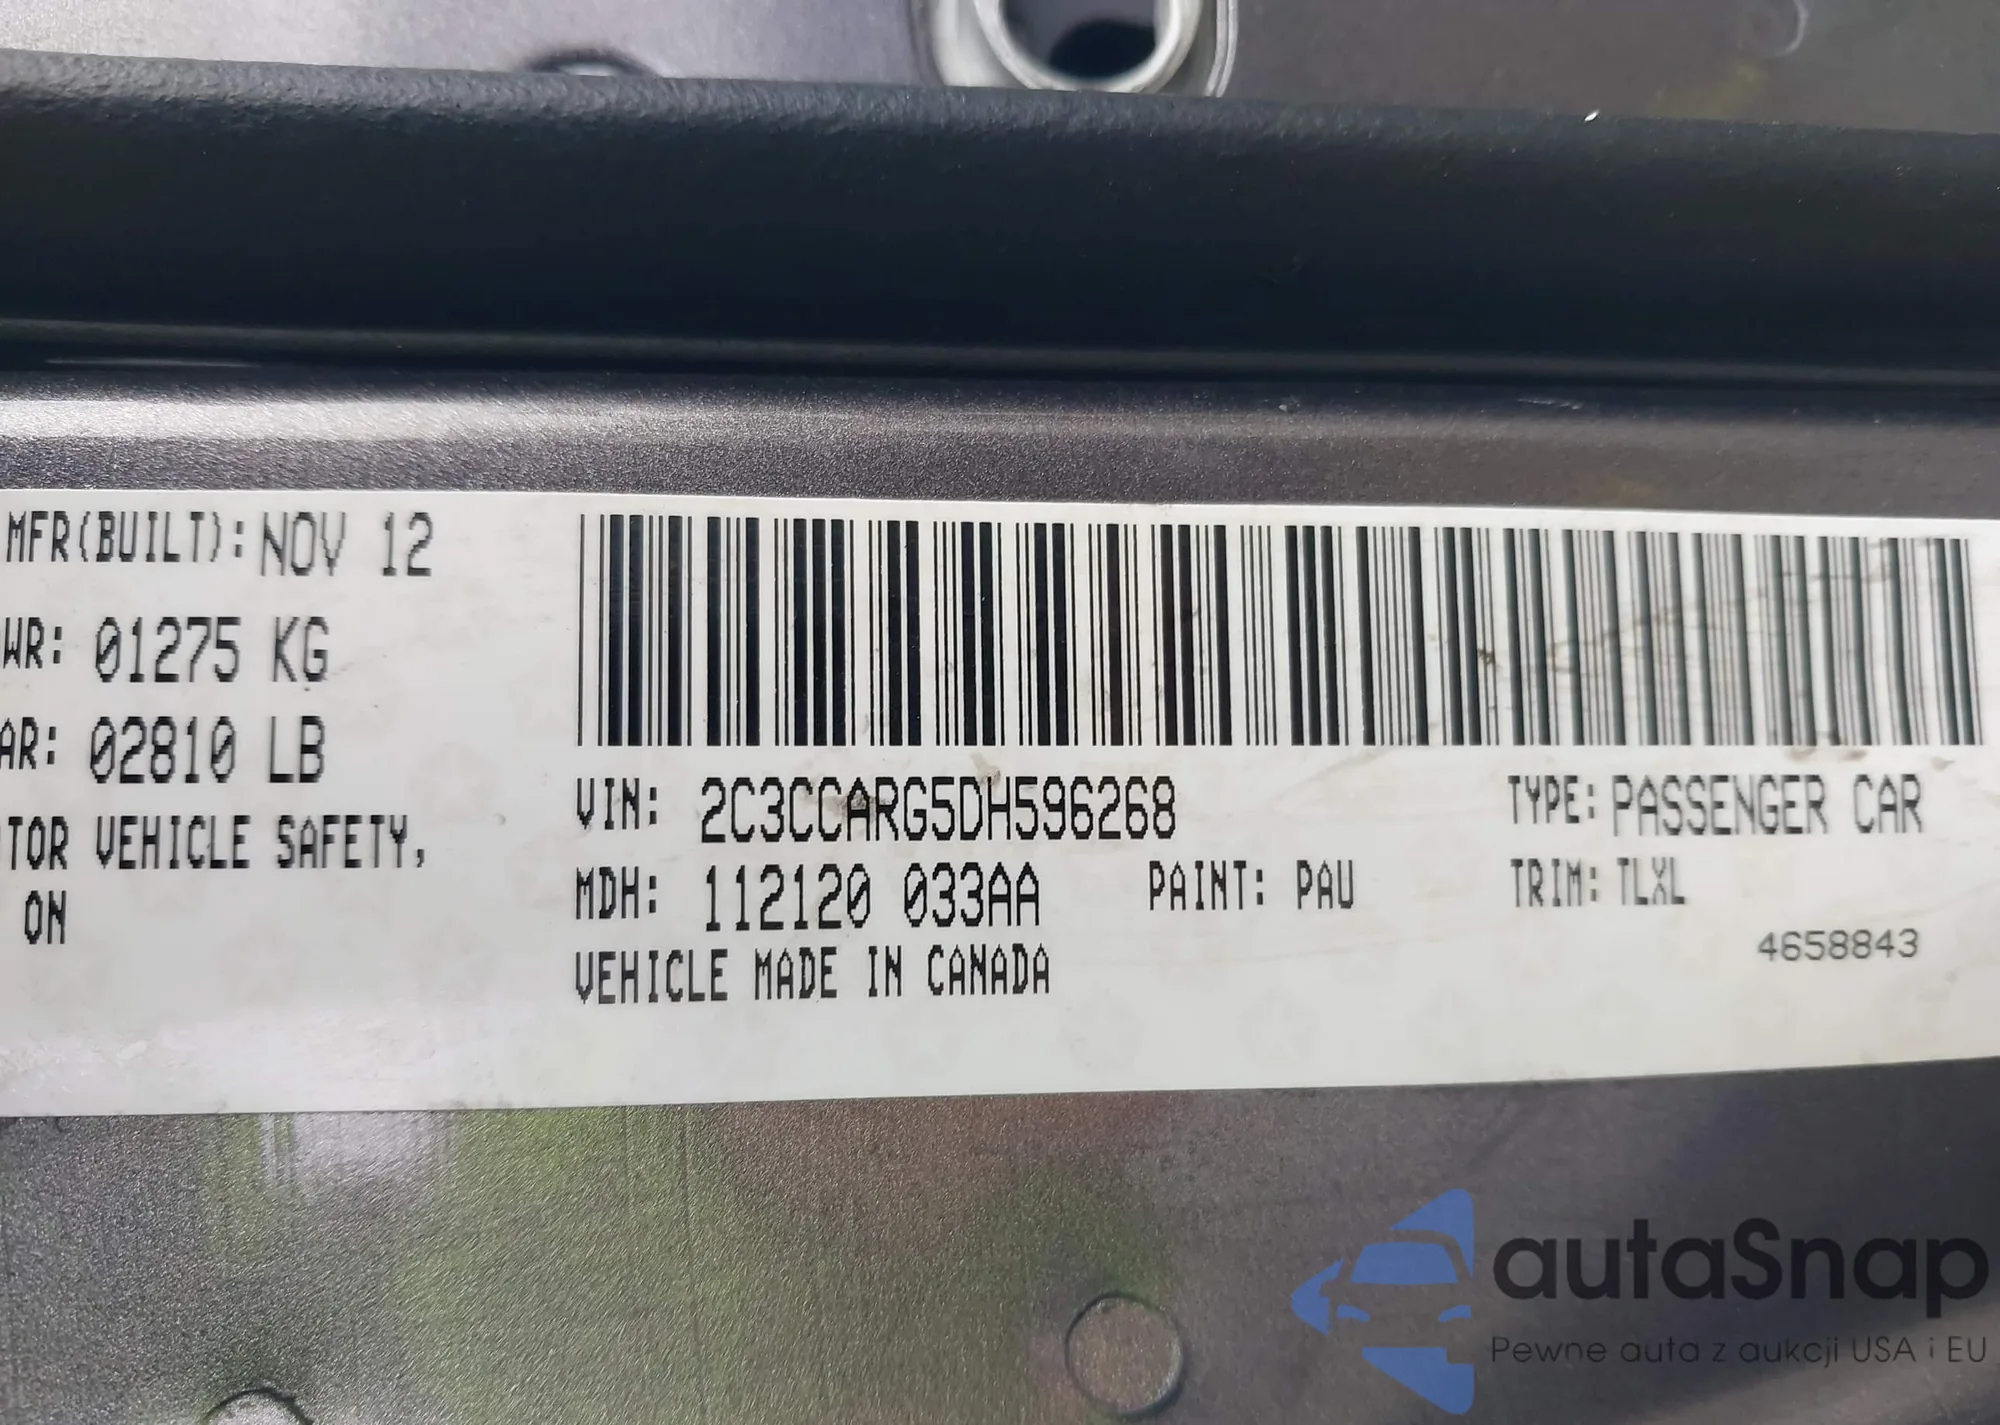 MFR(BUILT): NOV 12
WR: 01275 KG
AR: 02810 LB
TOR VEHICLE SAFETY,
ON
VIN: 2C3CCARG5DH596268
TYPE: PASSENGER CAR
MDH: 112120 033AA
PAINT: PAU
TRIM: TLXL
VEHICLE MADE IN CANADA
4658843
autaSnap
Pewne auta z aukcji USA i EU